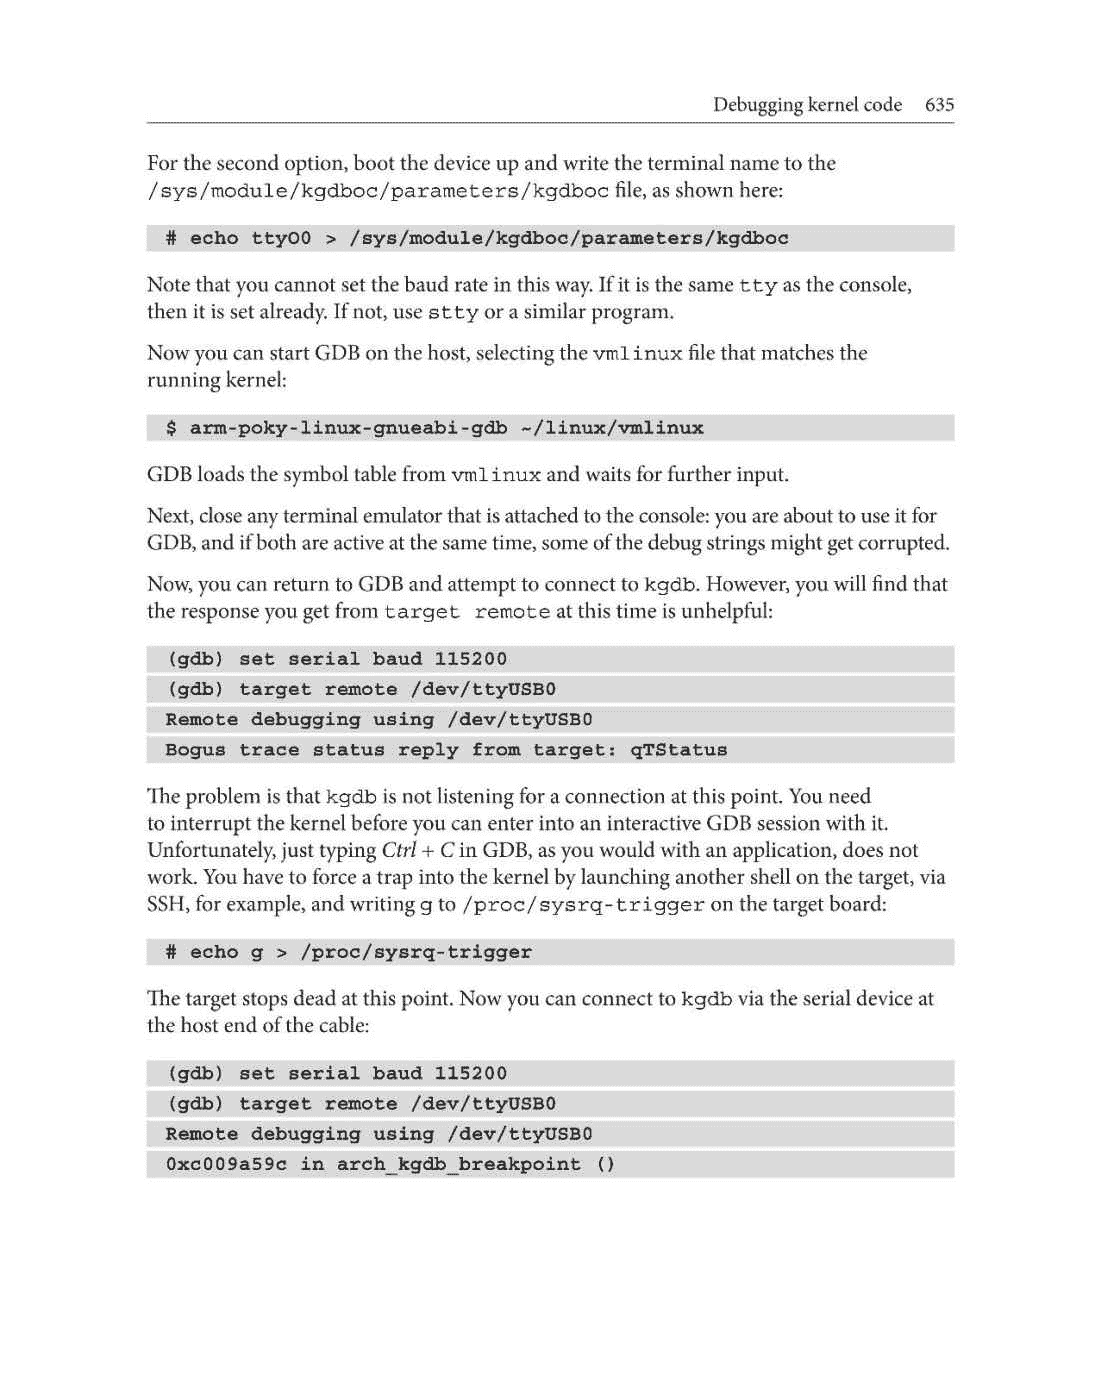 Debugging kernel code 635
For the second option, boot the device up and write the terminal name to the
/sys/module/kgdboc/parameters/kgdboc file, as shown here:
# echo ttyO0 > /sys/module/kgdboc/parameters/kgdboc
Note that you cannot set the baud rate in this way. If it is the same tty as the console,
then it is set already. If not, use stty or a similar program.
Now you can start GDB on the host, selecting the vmlinux file that matches the
running kernel:
$ arm-poky-linux-gnueabi-gdb ~/linux/vmlinux
GDB loads the symbol table from vmlinux and waits for further input.
Next, close any terminal emulator that is attached to the console: you are about to use it for
GDB, and if both are active at the same time, some of the debug strings might get corrupted.
Now, you can return to GDB and attempt to connect to kgdb. However, you will find that
the response you get from target remote at this time is unhelpful:
(gdb) set serial baud 115200
(gdb) target remote /dev/ttyUSB0
Remote debugging using /dev/ttyUSB0
Bogus trace status reply from target: qTStatus
The problem is that kgdb is not listening for a connection at this point. You need
to interrupt the kernel before you can enter into an interactive GDB session with it.
Unfortunately, just typing Ctrl + C in GDB, as you would with an application, does not
work. You have to force a trap into the kernel by launching another shell on the target, via
SSH, for example, and writing g to /proc/sysrq-trigger on the target board:
# echo g > /proc/sysrq-trigger
The target stops dead at this point. Now you can connect to kgdb via the serial device at
the host end of the cable:
(gdb) set serial baud 115200
(gdb) target remote /dev/ttyUSB0
Remote debugging using /dev/ttyUSB0
0xc009a59c in arch_kgdb_breakpoint ()